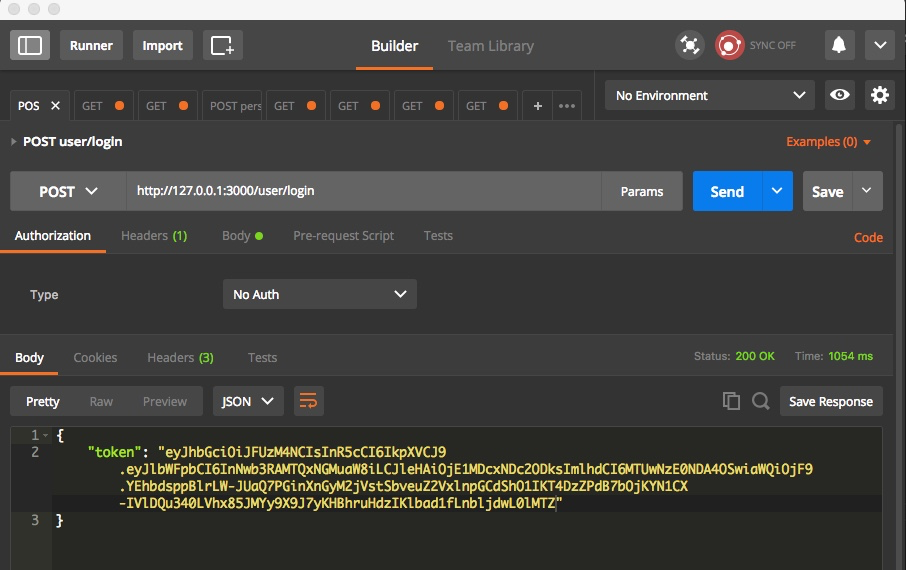 Runner
Import
Builder
Team Library
SYNC OFF
POS
GET
GET
POST pers
GET
GET
GET
GET
No Environment
POST user/login
Examples (0)
POST
http://127.0.0.1:3000/user/login
Params
Send
Save
Authorization
Headers (1)
Body
Pre-request Script
Tests
Code
Type
No Auth
Body
Cookies
Headers (3)
Tests
Status: 200 OK
Time: 1054 ms
Pretty
Raw
Preview
JSON
Save Response
1 {
2 "token": "eyJhbGciOiJFUzM4NCIsInR5cCI6IkpXVCJ9
.eyJlbWFpbCI6InNwb3RAMTQxNGMuaW8iLCJleHAiOjE1MDcxNDc2ODksImlhdCI6MTUwNzE0NDA4OSwiaWQiOjF9
.YEhbdsppBlrLW-JUaQ7PGinXnGyM2jVstSbveuZ2VxlnpGCdShO1IKT4DzZPdB7bOjKYN1CX
-IVlDQu340LVhx85JMYy9X9J7yKHBhruHdzIKlbad1fLnbljdwL0lMTZ"
3 }